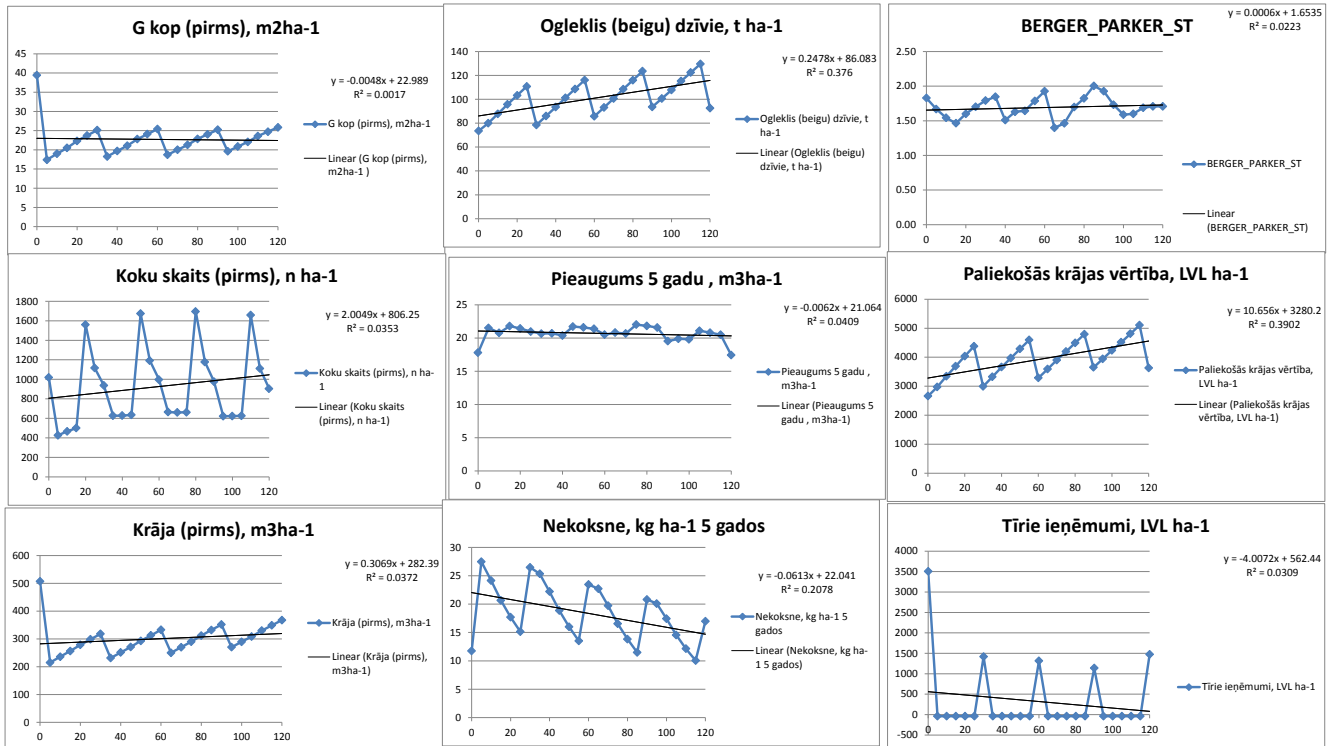 G kop (pirms), m2ha-1
45
40
35
30
25
20
15
10
5
0
0 20 40 60 80 100 120
y = -0.0048x + 22.989
R² = 0.0017
G kop (pirms), m2ha-1
Linear (G kop (pirms),
m2ha-1 )
Ogleklis (beigu) dzīvie, t ha-1
140
120
100
80
60
40
20
0
0 20 40 60 80 100 120
y = 0.2478x + 86.083
R² = 0.376
Ogleklis (beigu) dzīvie, t
ha-1
Linear (Ogleklis (beigu)
dzīvie, t ha-1)
BERGER_PARKER_ST
2.50
2.00
1.50
1.00
0.50
0.00
0 20 40 60 80 100 120
y = 0.0006x + 1.6535
R² = 0.0223
BERGER_PARKER_ST
Linear
(BERGER_PARKER_ST)
Koku skaits (pirms), n ha-1
1800
1600
1400
1200
1000
800
600
400
200
0
0 20 40 60 80 100 120
y = 2.0049x + 806.25
R² = 0.0353
Koku skaits (pirms), n ha-
1
Linear (Koku skaits
(pirms), n ha-1)
Pieaugums 5 gadu , m3ha-1
25
20
15
10
5
0
0 20 40 60 80 100 120
y = -0.0062x + 21.064
R² = 0.0409
Pieaugums 5 gadu ,
m3ha-1
Linear (Pieaugums 5
gadu , m3ha-1)
Paliekošās krājas vērtība, LVL ha-1
6000
5000
4000
3000
2000
1000
0
0 20 40 60 80 100 120
y = 10.656x + 3280.2
R² = 0.3902
Paliekošās krājas vērtība,
LVL ha-1
Linear (Paliekošās krājas
vērtība, LVL ha-1)
Krāja (pirms), m3ha-1
600
500
400
300
200
100
0
0 20 40 60 80 100 120
y = 0.3069x + 282.39
R² = 0.0372
Krāja (pirms), m3ha-1
Linear (Krāja (pirms),
m3ha-1)
Nekoksne, kg ha-1 5 gados
30
25
20
15
10
5
0
0 20 40 60 80 100 120
y = -0.0613x + 22.041
R² = 0.2078
Nekoksne, kg ha-1 5
gados
Linear (Nekoksne, kg ha-
1 5 gados)
Tīrie ieņēmumi, LVL ha-1
4000
3500
3000
2500
2000
1500
1000
500
0
-500
0 20 40 60 80 100 120
y = -4.0072x + 562.44
R² = 0.0309
Tīrie ieņēmumi, LVL ha-1